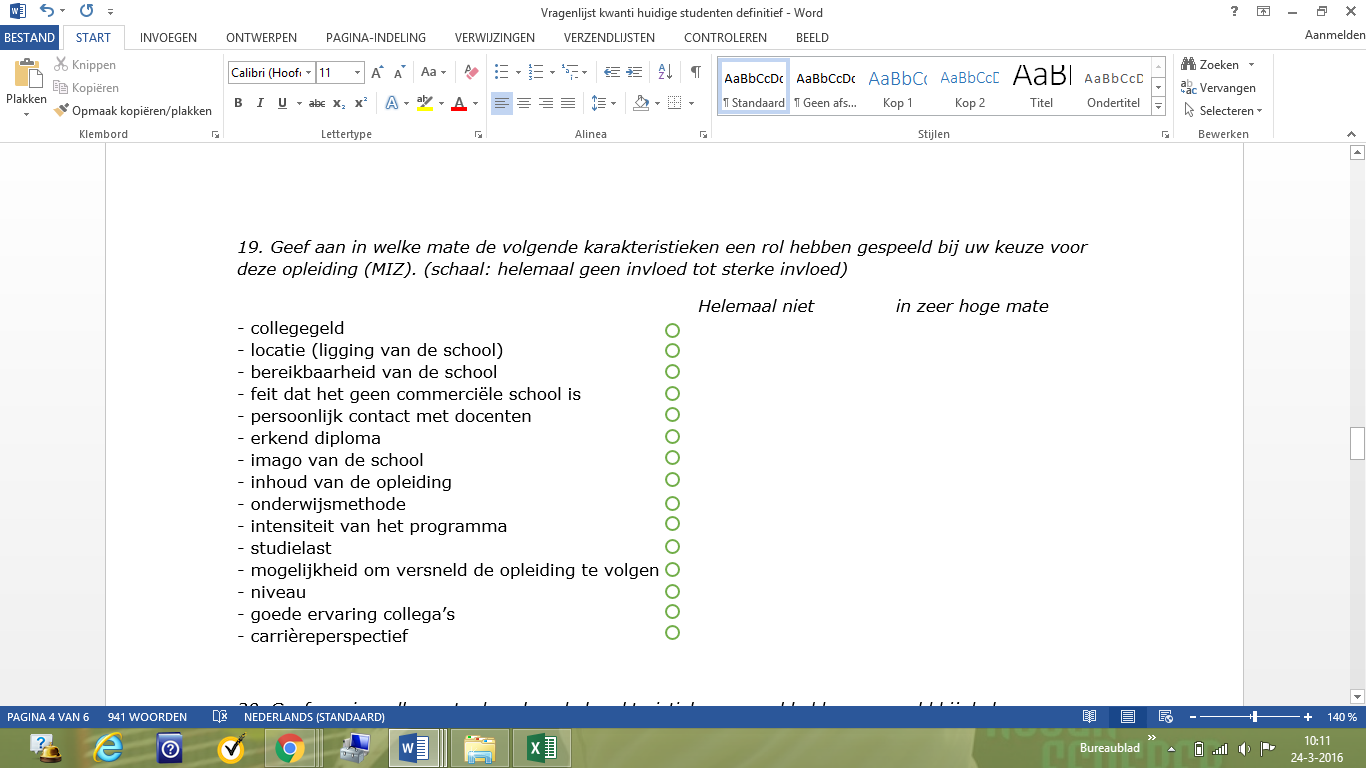 Vragenlijst kwanti huidige studenten definitief - Word
Aanmelden
BESTAND START INVOEGEN ONTWERPEN PAGINA-INDELING VERWIJZINGEN VERZENDLIJSTEN CONTROLEREN BEELD
Plakken
Knippen
Kopiëren
Opmaak kopiëren/plakken
Klembord
Calibri (Hoof 11
Lettertype
Alinea
AaBbCcDc AaBbCcDc AaBbC AaBbCcD AaBl AaBbCcD
¶ Standaard ¶ Geen afs... Kop 1 Kop 2 Titel Ondertitel
Stijlen
Zoeken
Vervangen
Selecteren
Bewerken
19. Geef aan in welke mate de volgende karakteristieken een rol hebben gespeeld bij uw keuze voor
deze opleiding (MIZ). (schaal: helemaal geen invloed tot sterke invloed)
Helemaal niet in zeer hoge mate
- collegegeld
- locatie (ligging van de school)
- bereikbaarheid van de school
- feit dat het geen commerciële school is
- persoonlijk contact met docenten
- erkend diploma
- imago van de school
- inhoud van de opleiding
- onderwijsmethode
- intensiteit van het programma
- studielast
- mogelijkheid om versneld de opleiding te volgen
- niveau
- goede ervaring collega's
- carrièreperspectief
PAGINA 4 VAN 6 941 WOORDEN NEDERLANDS (STANDAARD) 140 %
Bureaublad
10:11
24-3-2016